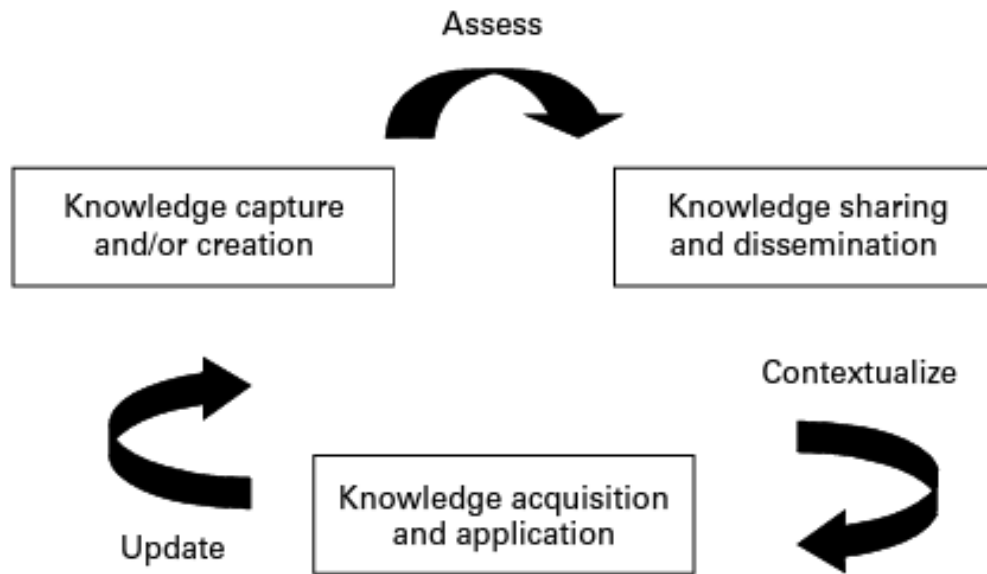 Assess
Knowledge capture
and/or creation
Knowledge sharing
and dissemination
Contextualize
Knowledge acquisition
and application
Update